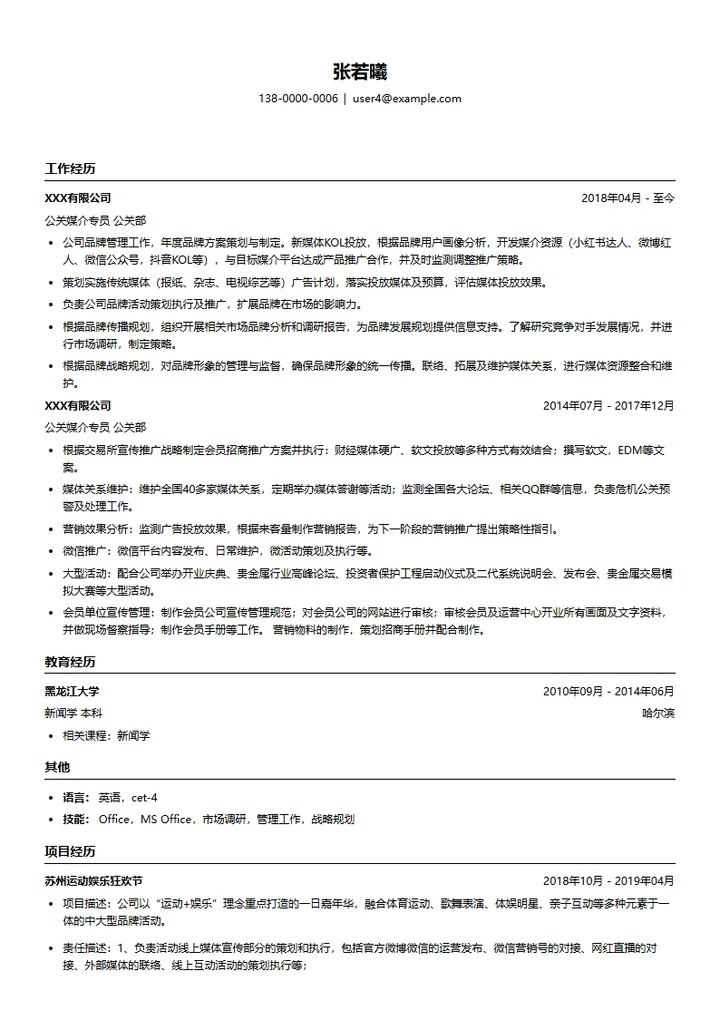 张若曦
138-0000-0006 | user4@example.com
工作经历
XXX有限公司 2018年04月 - 至今
公关媒介专员 公关部
• 公司品牌管理工作，年度品牌方案策划与制定。新媒体KOL投放，根据品牌用户画像分析，开发媒介资源（小红书达人、微博红
人、微信公众号，抖音KOL等），与目标媒介平台达成产品推广合作，并及时监测调整推广策略。
• 策划实施传统媒体（报纸、杂志、电视综艺等）广告计划，落实投放媒体及预算，评估媒体投放效果。
• 负责公司品牌活动策划执行及推广，扩展品牌在市场的影响力。
• 根据品牌传播规划，组织开展相关市场品牌分析和调研报告，为品牌发展规划提供信息支持。了解研究竞争对手发展情况，并进
行市场调研，制定策略。
• 根据品牌战略规划，对品牌形象的管理与监督，确保品牌形象的统一传播。联络、拓展及维护媒体关系，进行媒体资源整合和维
护。
XXX有限公司 2014年07月 - 2017年12月
公关媒介专员 公关部
• 根据交易所宣传推广战略制定会员招商推广方案并执行：财经媒体硬广、软文投放等多种方式有效结合；撰写软文，EDM等文
案。
• 媒体关系维护：维护全国40多家媒体关系，定期举办媒体答谢等活动；监测全国各大论坛、相关QQ群等信息，负责危机公关预
警及处理工作。
• 营销效果分析：监测广告投放效果，根据来客量制作营销报告，为下一阶段的营销推广提出策略性指引。
• 微信推广：微信平台内容发布、日常维护，微活动策划及执行等。
• 大型活动：配合公司举办开业庆典、贵金属行业高峰论坛、投资者保护工程启动仪式及二代系统说明会、发布会、贵金属交易模
拟大赛等大型活动。
• 会员单位宣传管理：制作会员公司宣传管理规范；对会员公司的网站进行审核；审核会员及运营中心开业所有画面及文字资料，
并做现场督察指导；制作会员手册等工作。 营销物料的制作，策划招商手册并配合制作。
教育经历
黑龙江大学 2010年09月 - 2014年06月
新闻学 本科 哈尔滨
• 相关课程：新闻学
其他
• 语言： 英语，cet-4
• 技能： Office，MS Office，市场调研，管理工作，战略规划
项目经历
苏州运动娱乐狂欢节 2018年10月 - 2019年04月
• 项目描述：公司以“运动+娱乐”理念重点打造的一日嘉年华，融合体育运动、歌舞表演、体娱明星、亲子互动等多种元素于一
体的中大型品牌活动。
• 责任描述：1、负责活动线上媒体宣传部分的策划和执行，包括官方微博微信的运营发布、微信营销号的对接、网红直播的对
接、外部媒体的联络、线上互动活动的策划执行等；